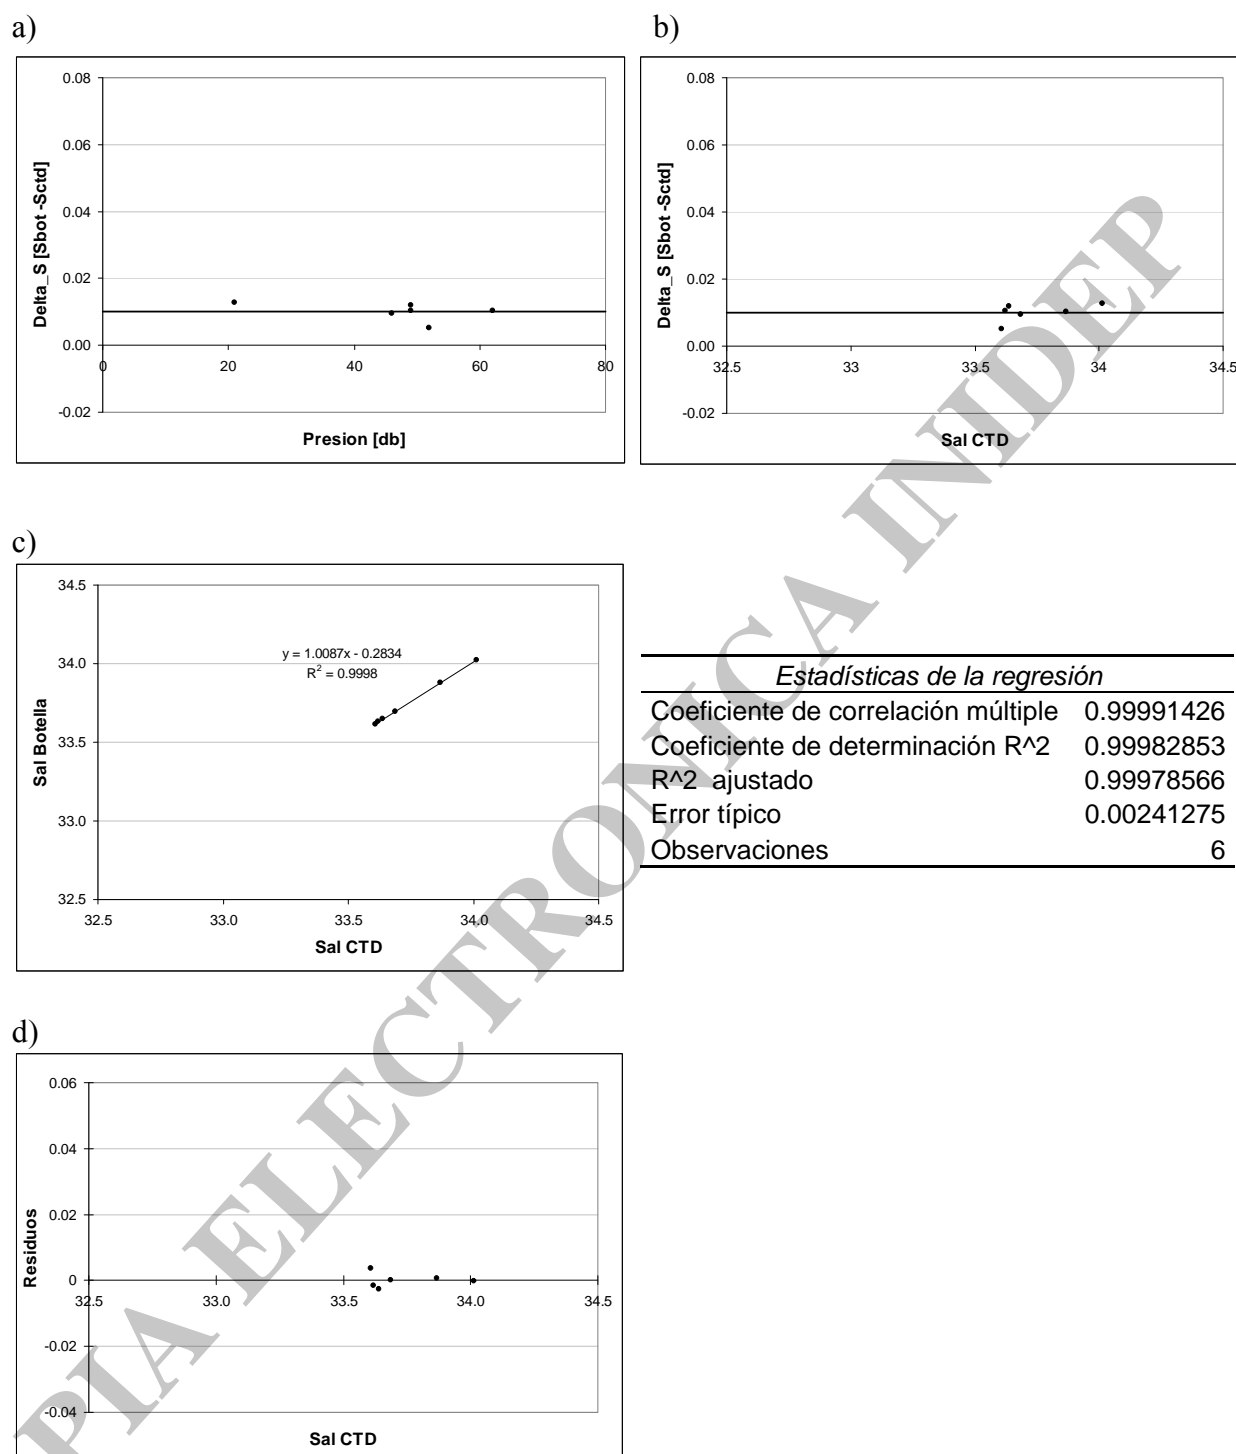 a)
b)
0.08
0.06
0.04
0.02
0.00
-0.02
0 20 40 60 80
Presion [db]
Delta_S [Sbot -Sctd]
0.08
0.06
0.04
0.02
0.00
-0.02
32.5 33 33.5 34 34.5
Sal CTD
Delta_S [Sbot -Sctd]
c)
34.5
34.0
33.5
33.0
32.5
y = 1.0087x - 0.2834
R2 = 0.9998
32.5 33.0 33.5 34.0 34.5
Sal CTD
Sal Botella
Estadísticas de la regresión
Coeficiente de correlación múltiple 0.99991426
Coeficiente de determinación R^2 0.99982853
R^2 ajustado 0.99978566
Error típico 0.00241275
Observaciones 6
d)
0.06
0.04
0.02
0
-0.02
-0.04
32.5 33.0 33.5 34.0 34.5
Sal CTD
Residuos
PIA ELECTRONICA INIDEP